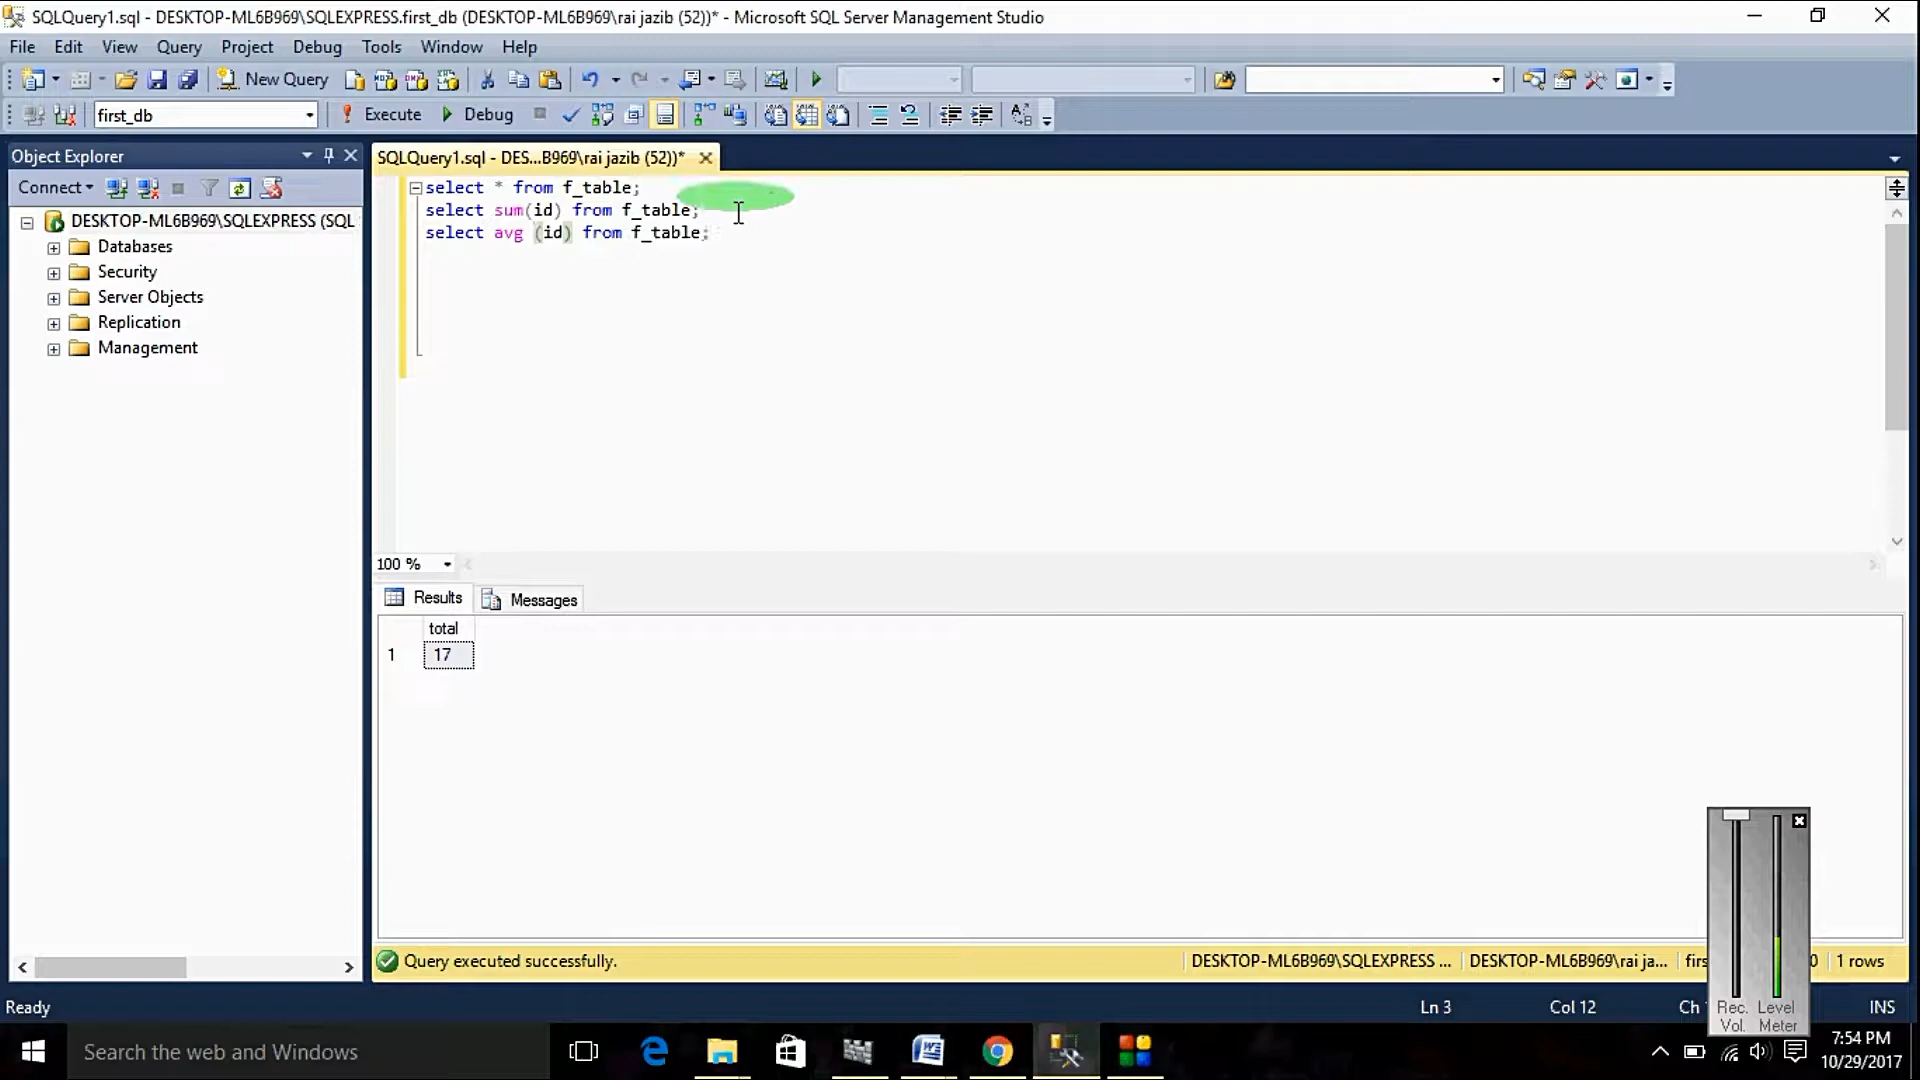 SQLQuery1.sql - DESKTOP-ML6B969\SQLEXPRESS.first_db (DESKTOP-ML6B969\rai jazib (52))* - Microsoft SQL Server Management Studio
File Edit View Query Project Debug Tools Window Help
New Query
first_db Execute Debug
Object Explorer
Connect
DESKTOP-ML6B969\SQLEXPRESS (SQL
Databases
Security
Server Objects
Replication
Management
SQLQuery1.sql - DES...B969\rai jazib (52))*
select * from f_table;
select sum(id) from f_table;
select avg (id) from f_table;
100 %
Results Messages
total
1 17
Query executed successfully. DESKTOP-ML6B969\SQLEXPRESS ... DESKTOP-ML6B969\rai ja... firs 0 1 rows
Ready Ln 3 Col 12 Ch INS
Rec. Level
Vol. Meter
Search the web and Windows
7:54 PM
10/29/2017